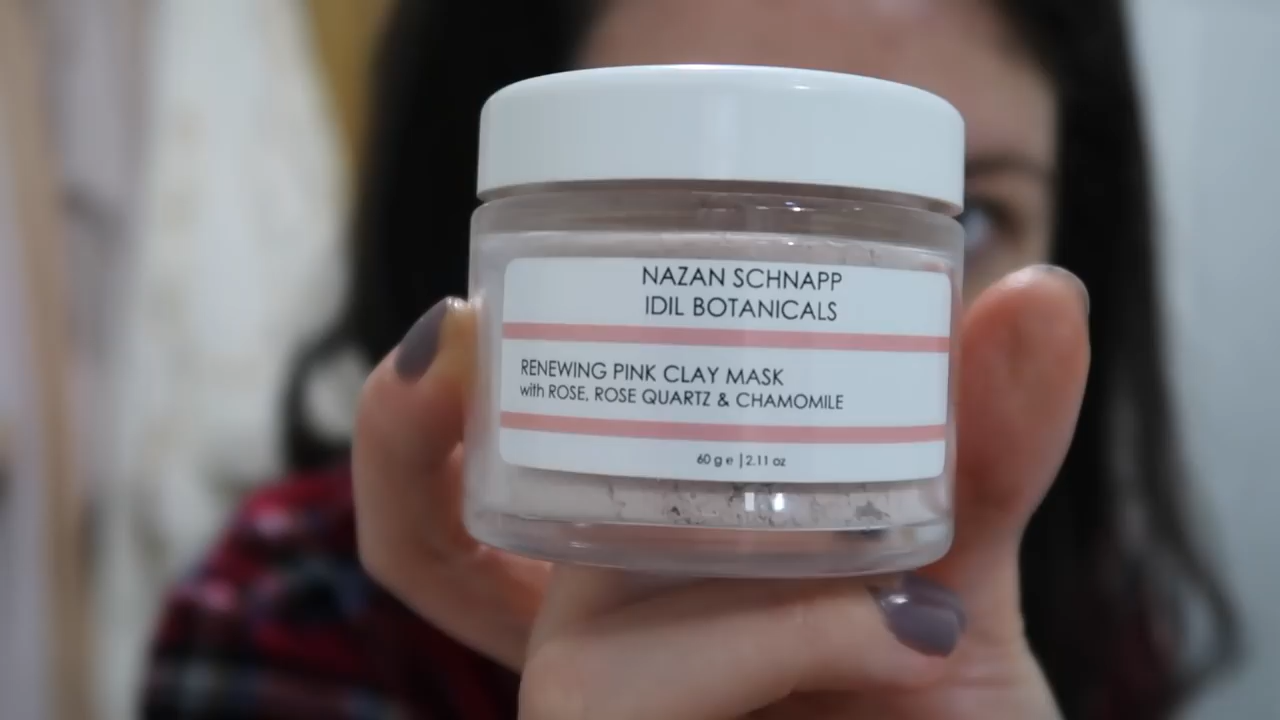 NAZAN SCHNAPP
IDIL BOTANICALS
RENEWING PINK CLAY MASK
with ROSE, ROSE QUARTZ & CHAMOMILE
60 g e | 2.11 oz